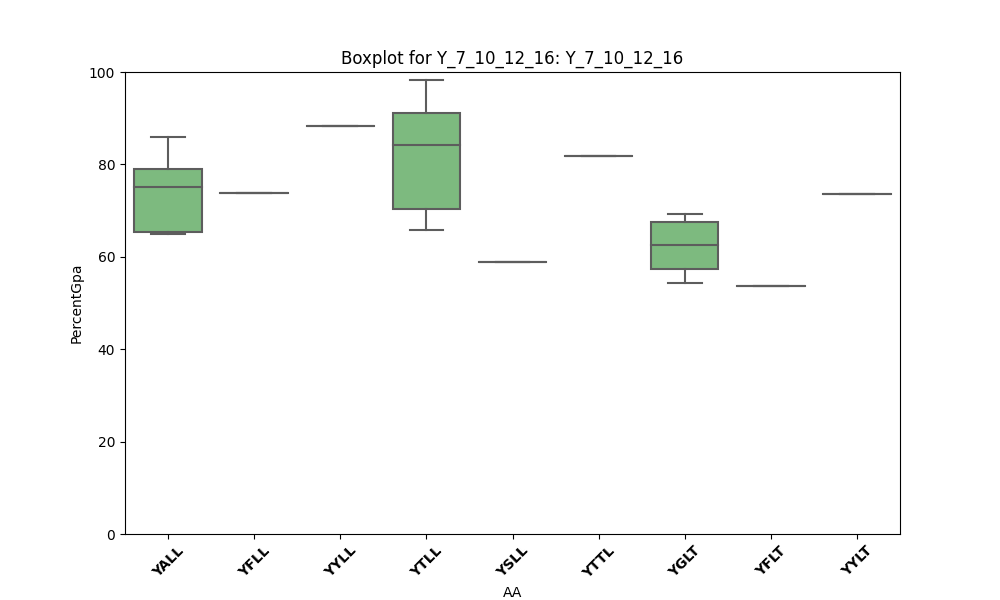 Boxplot for Y_7_10_12_16: Y_7_10_12_16
100
80
60
40
20
0
PercentGpa
YALL YFLL YYLL YTLL YSLL YTTL YGLT YFLT YYLT
AA